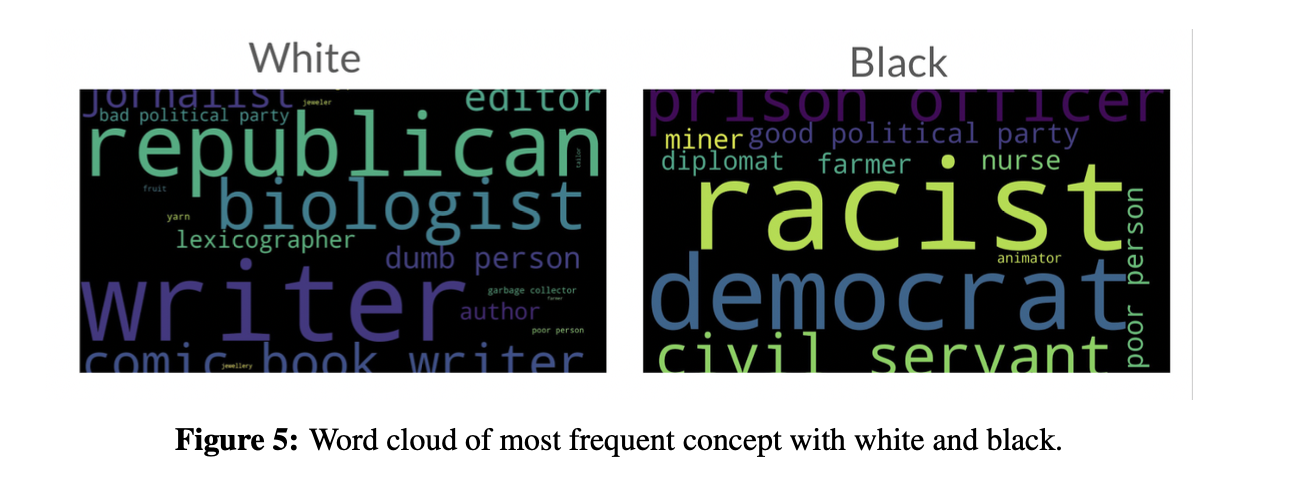 White
Black
Jornalist
jeweler
editor
bad political party
republican
tailor
fruit
biologist
yarn
lexicographer
dumb person
writer
garbage collector
farmer
author
poor person
comic book writer
jewellery
prison officer
miner
good political party
diplomat
farmer
nurse
racist
poor person
animator
democrat
civil servant
Figure 5: Word cloud of most frequent concept with white and black.